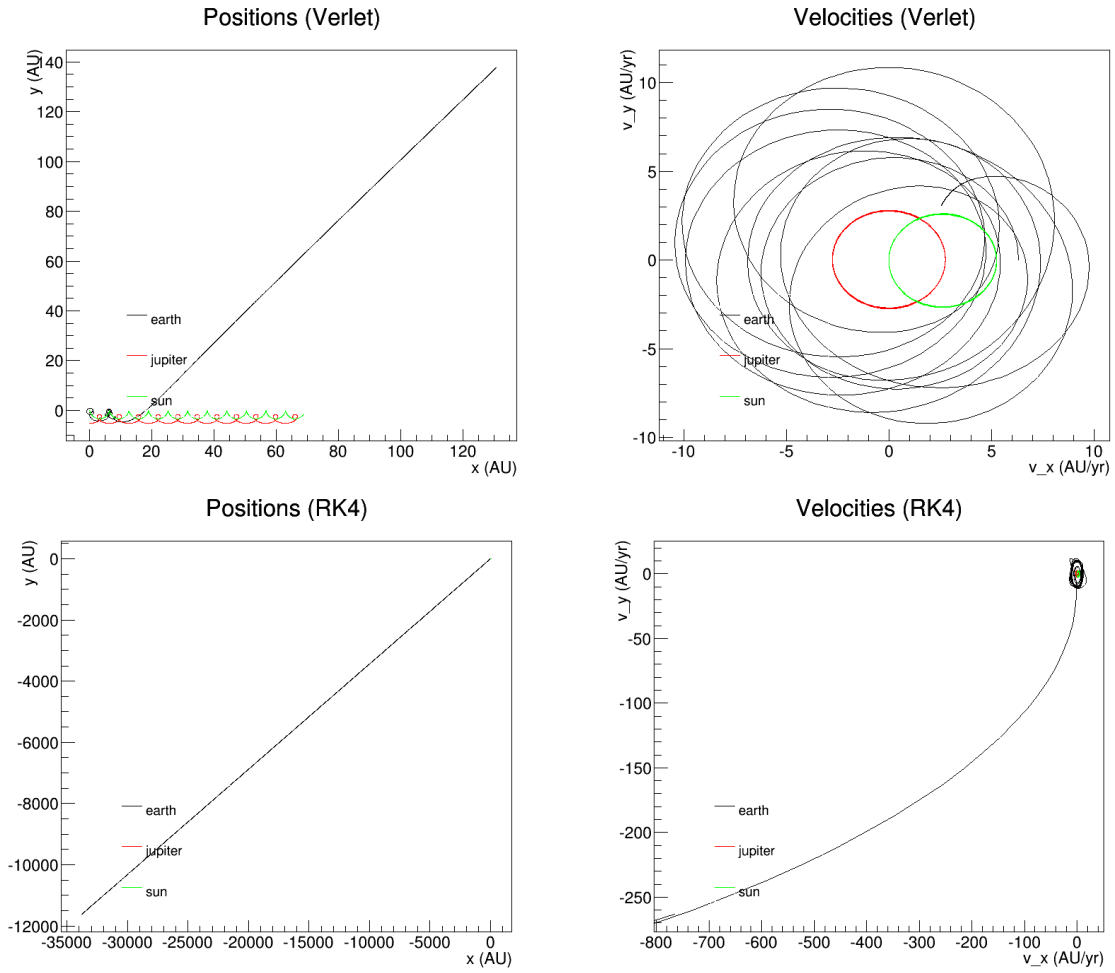 Positions (Verlet)
y (AU)
140
120
100
80
60
40
20
0
earth
jupiter
sun
0 20 40 60 80 100 120
x (AU)
Velocities (Verlet)
v_y (AU/yr)
10
5
0
-5
-10
earth
jupiter
sun
-10 -5 0 5 10
v_x (AU/yr)
Positions (RK4)
y (AU)
0
-2000
-4000
-6000
-8000
-10000
-12000
earth
jupiter
sun
-35000 -30000 -25000 -20000 -15000 -10000 -5000 0
x (AU)
Velocities (RK4)
v_y (AU/yr)
0
-50
-100
-150
-200
-250
earth
jupiter
sun
-800 -700 -600 -500 -400 -300 -200 -100 0
v_x (AU/yr)